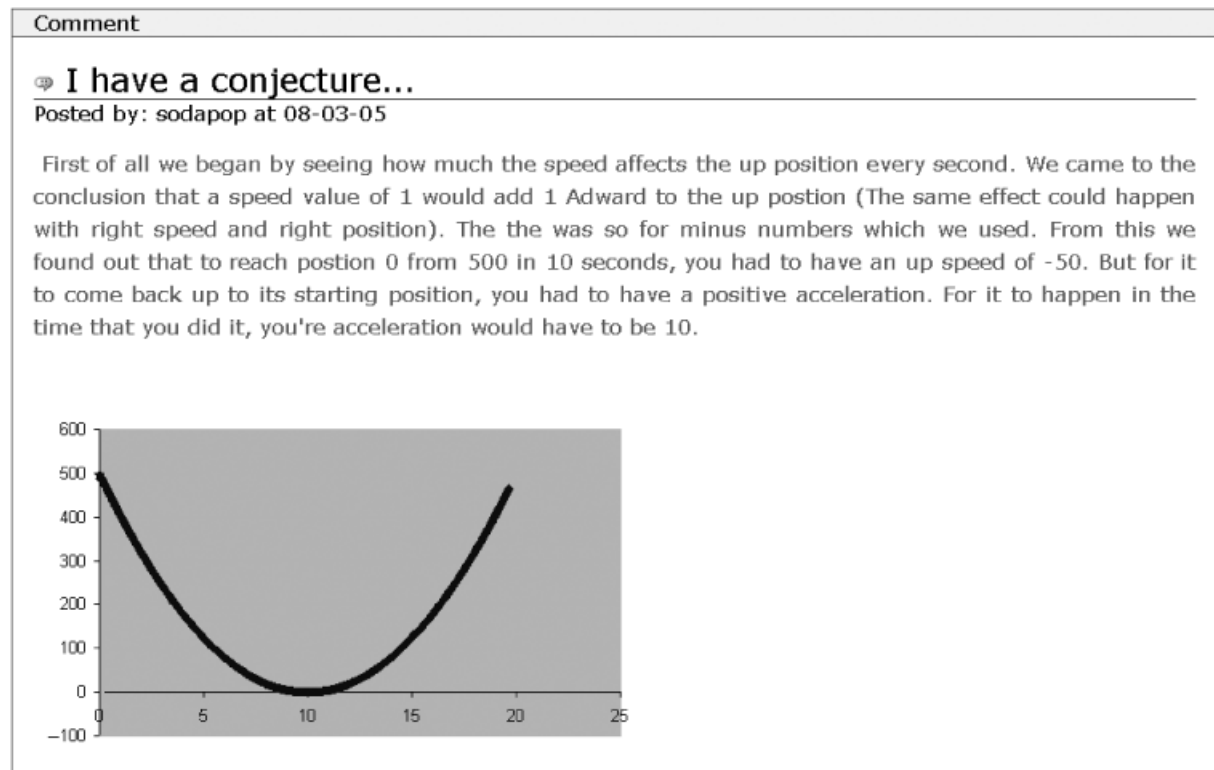 Comment
I have a conjecture...
Posted by: sodapop at 08-03-05
First of all we began by seeing how much the speed affects the up position every second. We came to the
conclusion that a speed value of 1 would add 1 Adward to the up postion (The same effect could happen
with right speed and right position). The the was so for minus numbers which we used. From this we
found out that to reach postion 0 from 500 in 10 seconds, you had to have an up speed of -50. But for it
to come back up to its starting position, you had to have a positive acceleration. For it to happen in the
time that you did it, you're acceleration would have to be 10.
600
500
400
300
200
100
0
0 5 10 15 20 25
–100